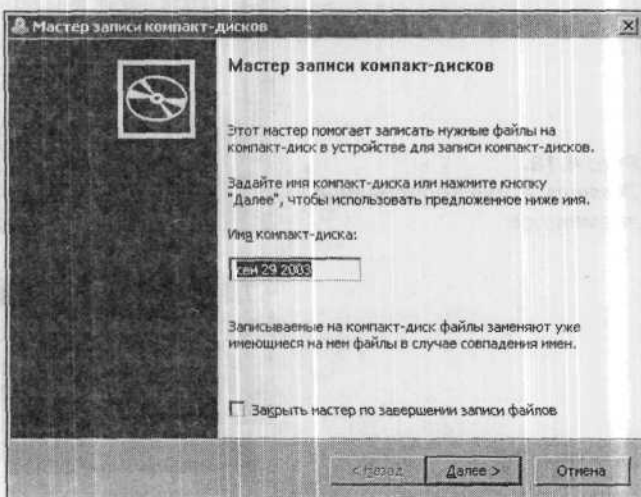 Мастер записи компакт-дисков
Мастер записи компакт-дисков
Этот мастер помогает записать нужные файлы на
компакт-диск в устройстве для записи компакт-дисков.
Задайте имя компакт-диска или нажмите кнопку
"Далее", чтобы использовать предложенное ниже имя.
Имя компакт-диска:
сен 29 2003
Записываемые на компакт-диск файлы заменяют уже
имеющиеся на нем файлы в случае совпадения имен.
Закрыть мастер по завершении записи файлов
< Назад
Далее >
Отмена